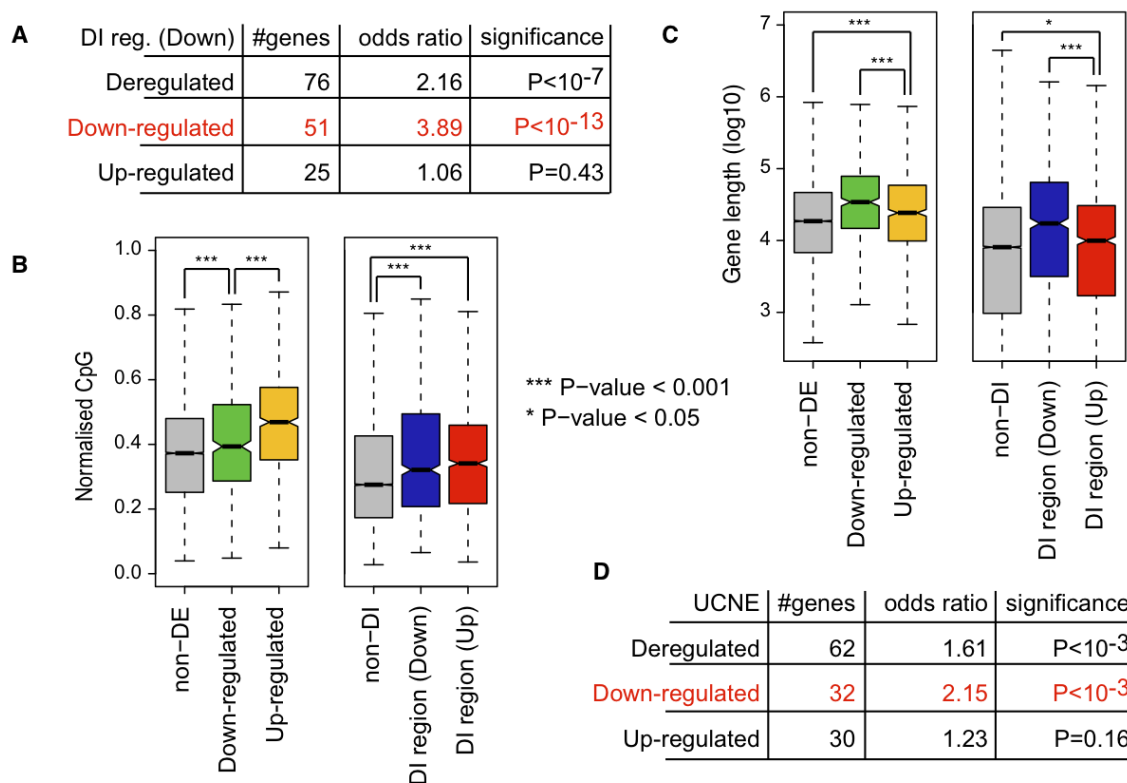 A
DI reg. (Down) #genes odds ratio significance
Deregulated 76 2.16 P<10-7
Down-regulated 51 3.89 P<10-13
Up-regulated 25 1.06 P=0.43
B
Normalised CpG
1.0
0.8
0.6
0.4
0.2
0.0
*** ***
***
***
non−DE
Down-regulated
Up-regulated
non−DI
DI region (Down)
DI region (Up)
*** P−value < 0.001
* P−value < 0.05
C
Gene length (log10)
7
6
5
4
3
***
***
*
***
non−DE
Down-regulated
Up-regulated
non−DI
DI region (Down)
DI region (Up)
D
UCNE #genes odds ratio significance
Deregulated 62 1.61 P<10-3
Down-regulated 32 2.15 P<10-3
Up-regulated 30 1.23 P=0.16